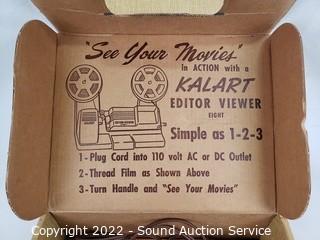 "See Your Movies"
In ACTION with a
KALART
EDITOR VIEWER
EIGHT
Simple as 1-2-3
1-Plug Cord into 110 volt AC or DC Outlet
2-Thread Film as Shown Above
3-Turn Handle and "See Your Movies"
Copyright 2022 - Sound Auction Service